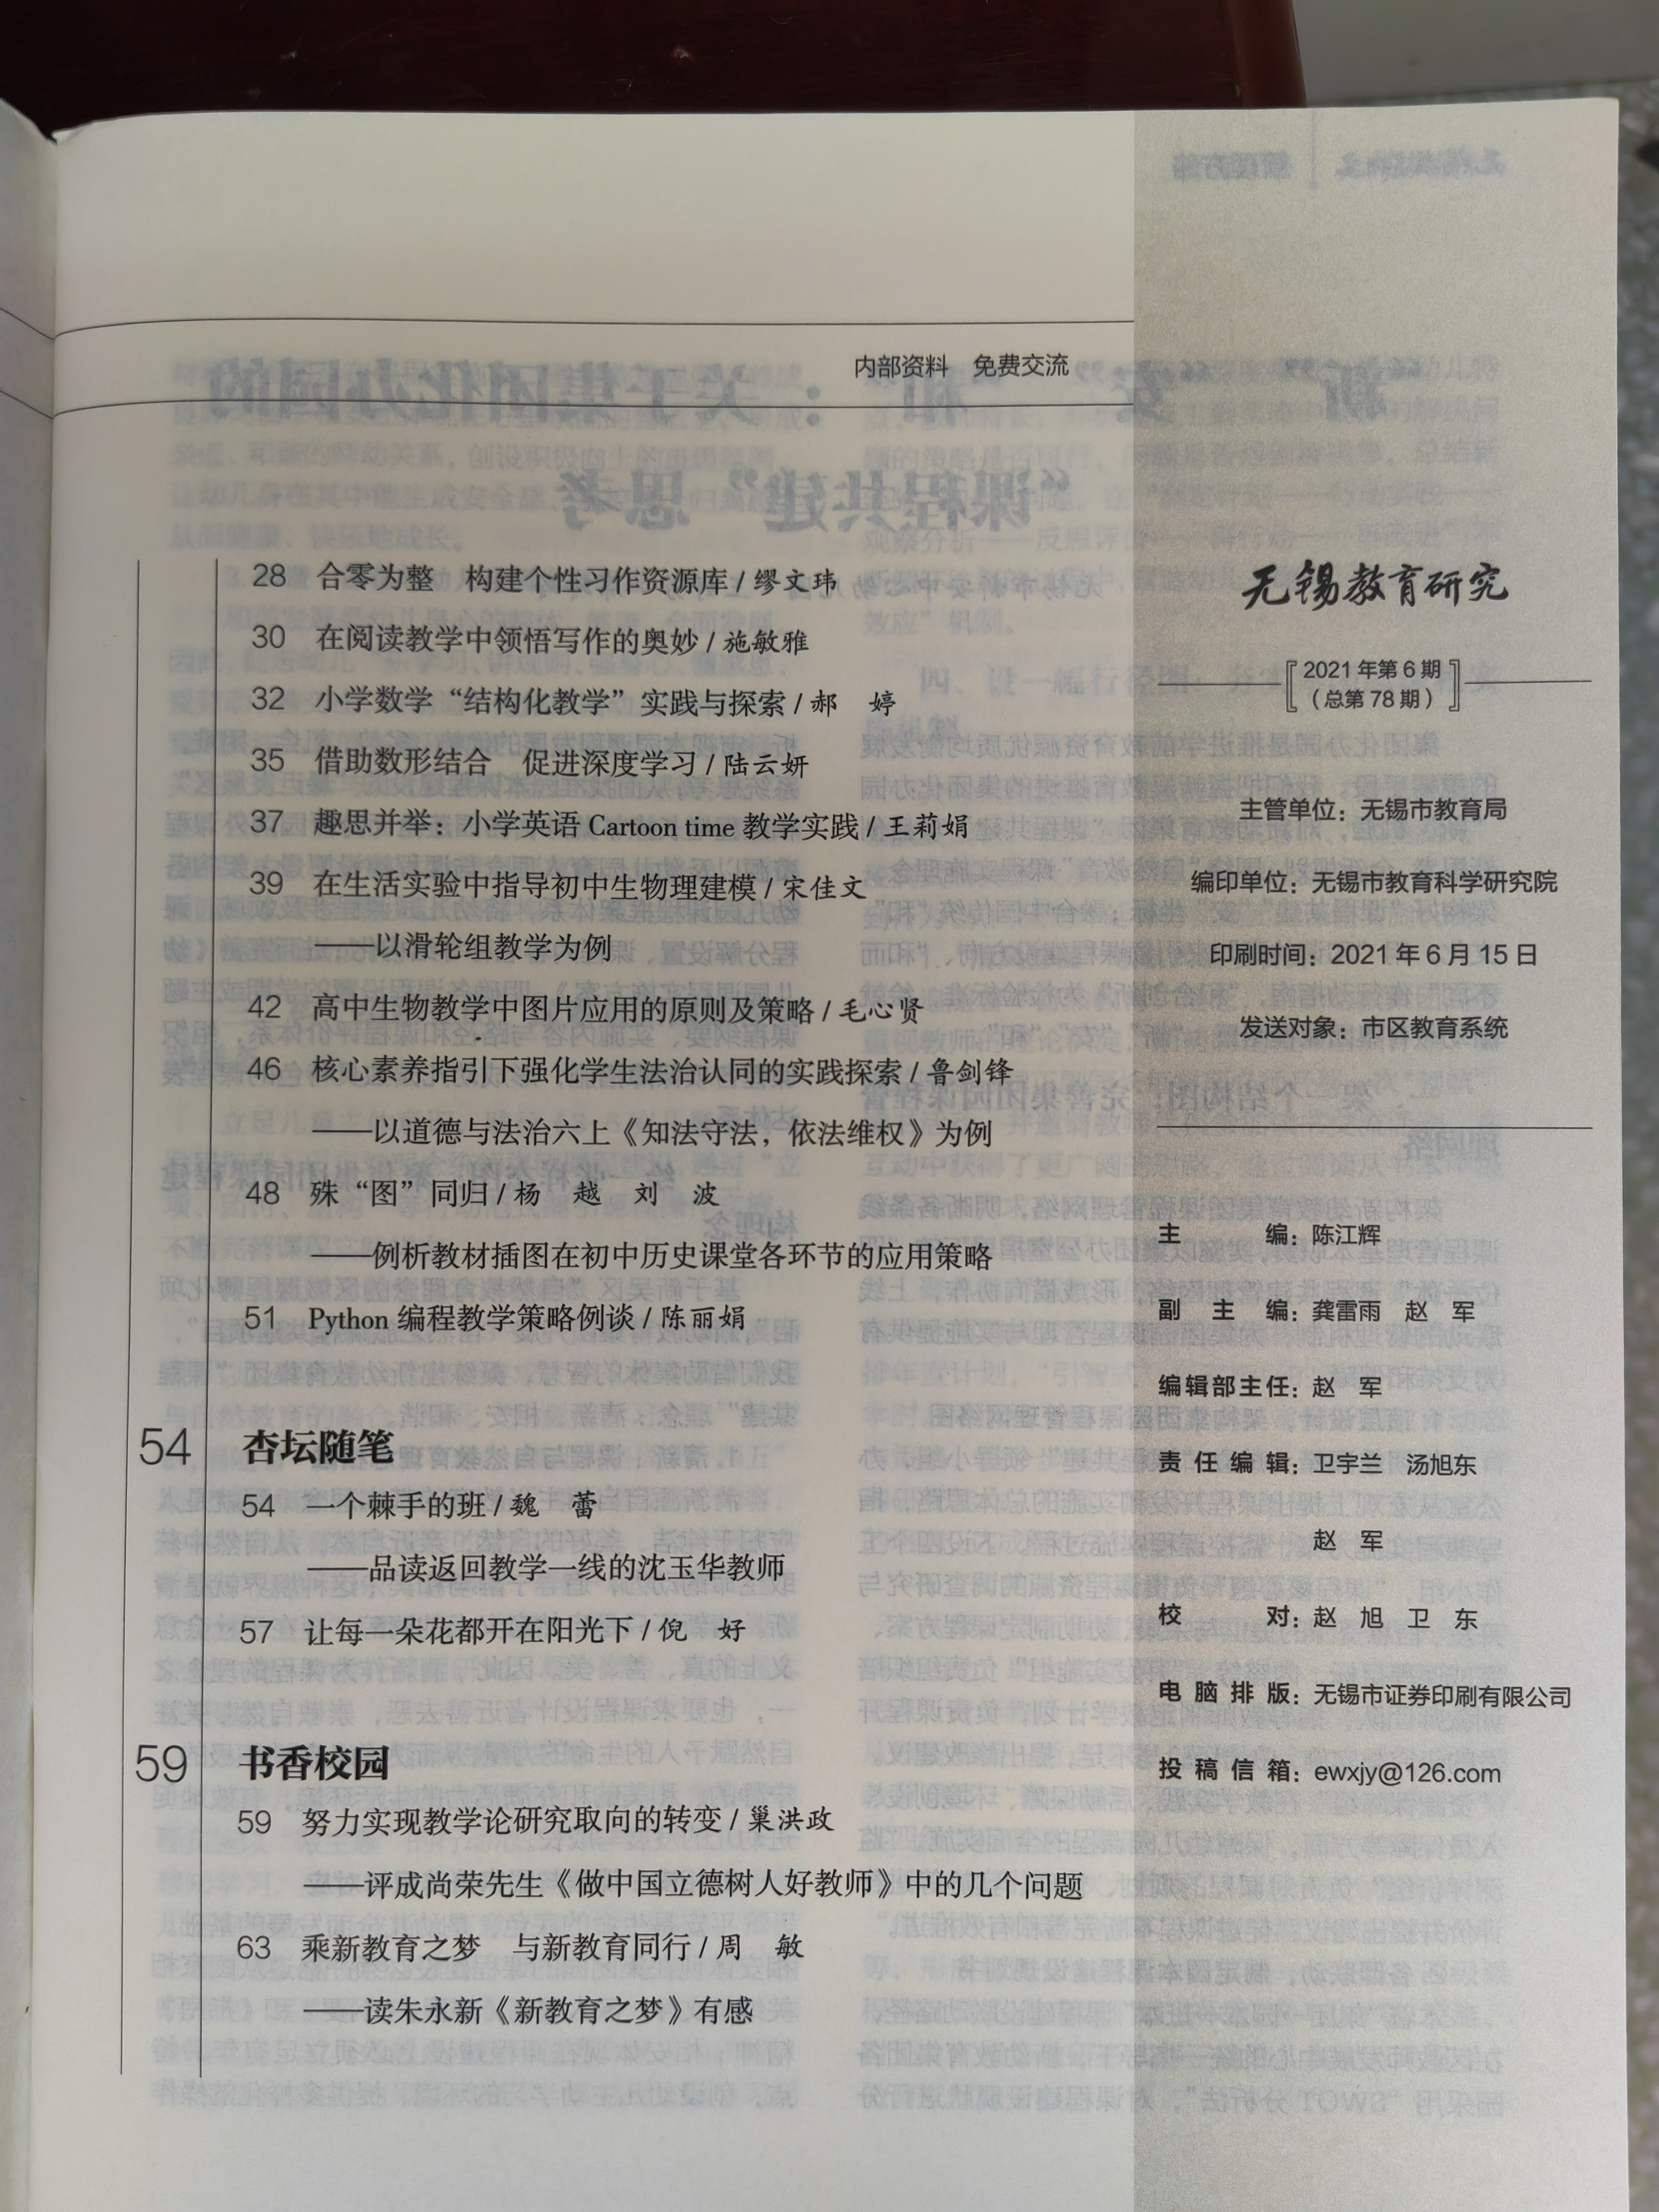 内部资料 免费交流
28 合零为整 构建个性习作资源库 / 缪文玮
30 在阅读教学中领悟写作的奥妙 / 施敏雅
32 小学数学“结构化教学”实践与探索 / 郝 婷
35 借助数形结合 促进深度学习 / 陆云妍
37 趣思并举：小学英语 Cartoon time 教学实践 / 王莉娟
39 在生活实验中指导初中生物理建模 / 宋佳文
——以滑轮组教学为例
42 高中生物教学中图片应用的原则及策略 / 毛心贤
46 核心素养指引下强化学生法治认同的实践探索 / 鲁剑锋
——以道德与法治六上《知法守法，依法维权》为例
48 殊“图”同归 / 杨 越 刘 波
——例析教材插图在初中历史课堂各环节的应用策略
51 Python 编程教学策略例谈 / 陈丽娟
54 杏坛随笔
54 一个棘手的班 / 魏 蕾
——品读返回教学一线的沈玉华教师
57 让每一朵花都开在阳光下 / 倪 好
59 书香校园
59 努力实现教学论研究取向的转变 / 巢洪政
——评成尚荣先生《做中国立德树人好教师》中的几个问题
63 乘新教育之梦 与新教育同行 / 周 敏
——读朱永新《新教育之梦》有感
无锡教育研究
2021 年第 6 期
（总第 78 期）
主管单位：无锡市教育局
编印单位：无锡市教育科学研究院
印刷时间：2021 年 6 月 15 日
发送对象：市区教育系统
主 编：陈江辉
副 主 编：龚雷雨 赵 军
编辑部主任：赵 军
责 任 编 辑：卫宇兰 汤旭东
赵 军
校 对：赵 旭 卫 东
电 脑 排 版：无锡市证券印刷有限公司
投 稿 信 箱：ewxjy@126.com